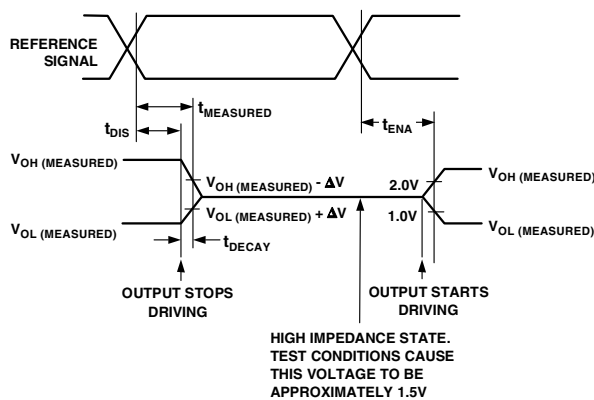 REFERENCE
SIGNAL
tMEASURED
tDIS
tENA
VOH (MEASURED)
VOL (MEASURED)
VOH (MEASURED) - ΔV
VOL (MEASURED) + ΔV
tDECAY
2.0V
1.0V
VOH (MEASURED)
VOL (MEASURED)
OUTPUT STOPS
DRIVING
OUTPUT STARTS
DRIVING
HIGH IMPEDANCE STATE.
TEST CONDITIONS CAUSE
THIS VOLTAGE TO BE
APPROXIMATELY 1.5V